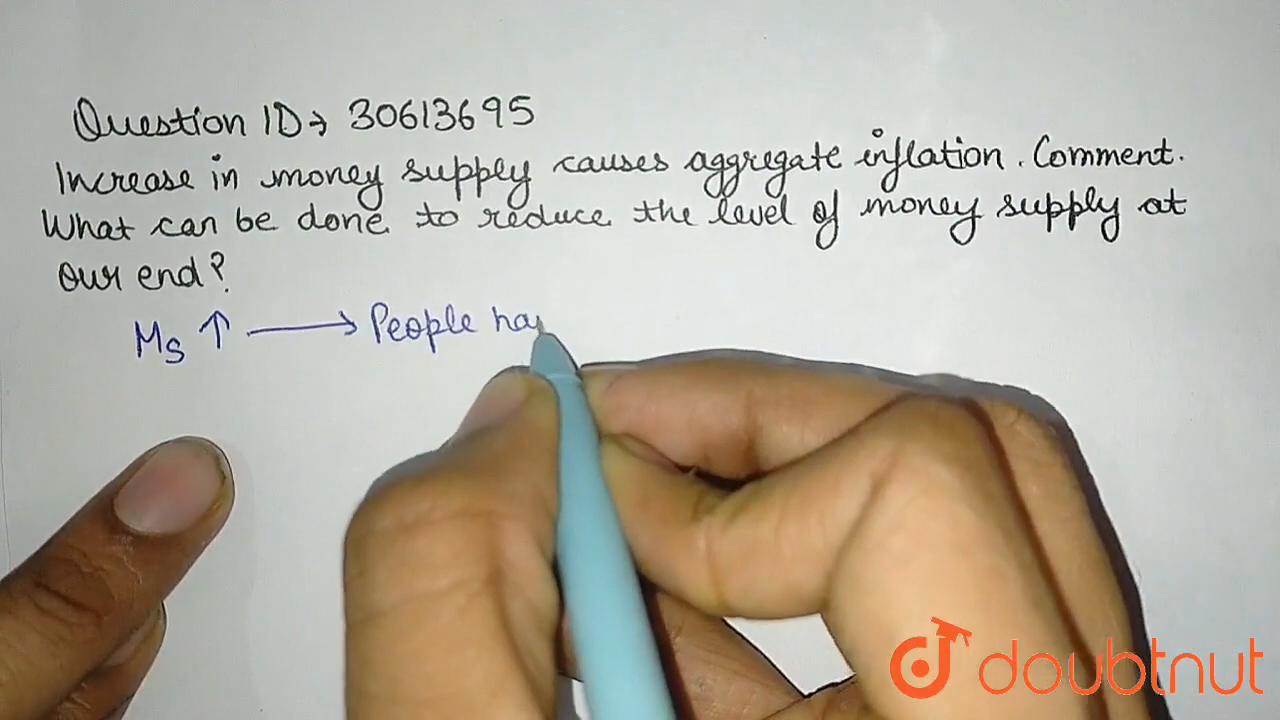 Question ID→ 30613695
Increase in money supply causes aggregate inflation. Comment.
What can be done to reduce the level of money supply at
our end?
Ms ↑ → People ha
doubtnut